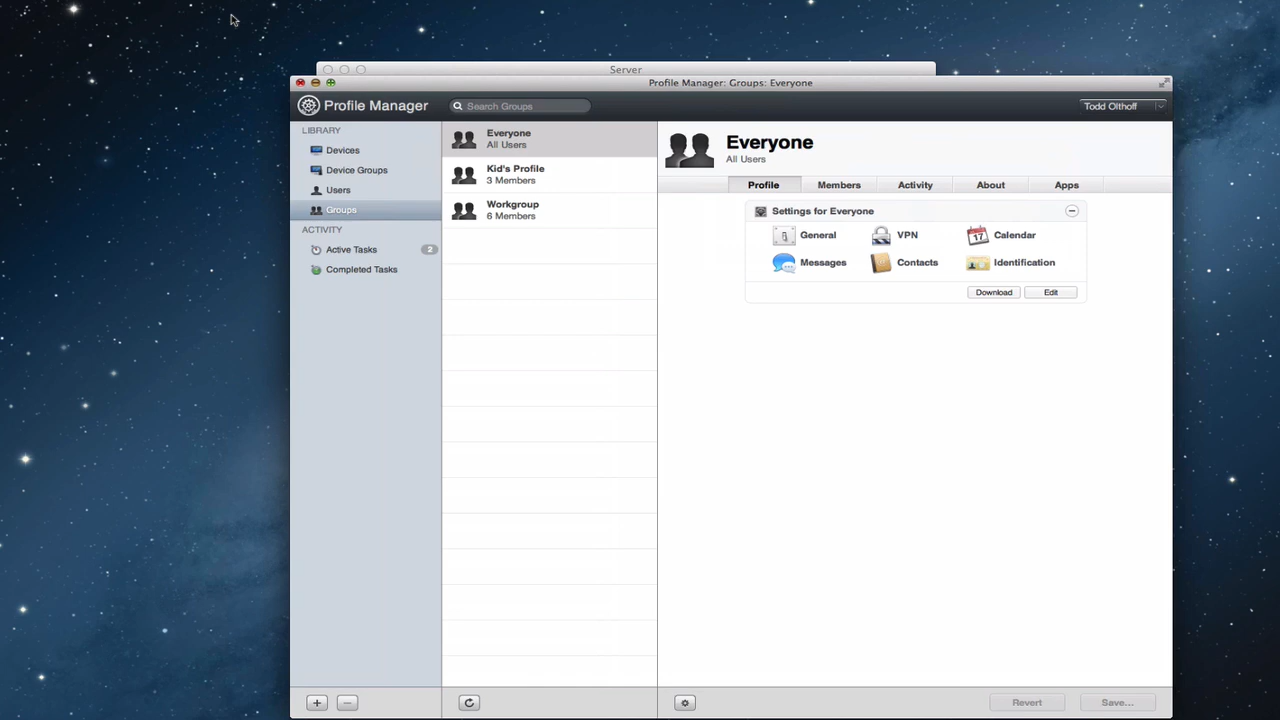 Server
Profile Manager: Groups: Everyone
Profile Manager
Search Groups
Todd Olthoff
LIBRARY
Devices
Device Groups
Users
Groups
ACTIVITY
Active Tasks
2
Completed Tasks
Everyone
All Users
Kid's Profile
3 Members
Workgroup
6 Members
Everyone
All Users
Profile
Members
Activity
About
Apps
Settings for Everyone
General
VPN
17
Calendar
Messages
Contacts
Identification
Download
Edit
Revert
Save...